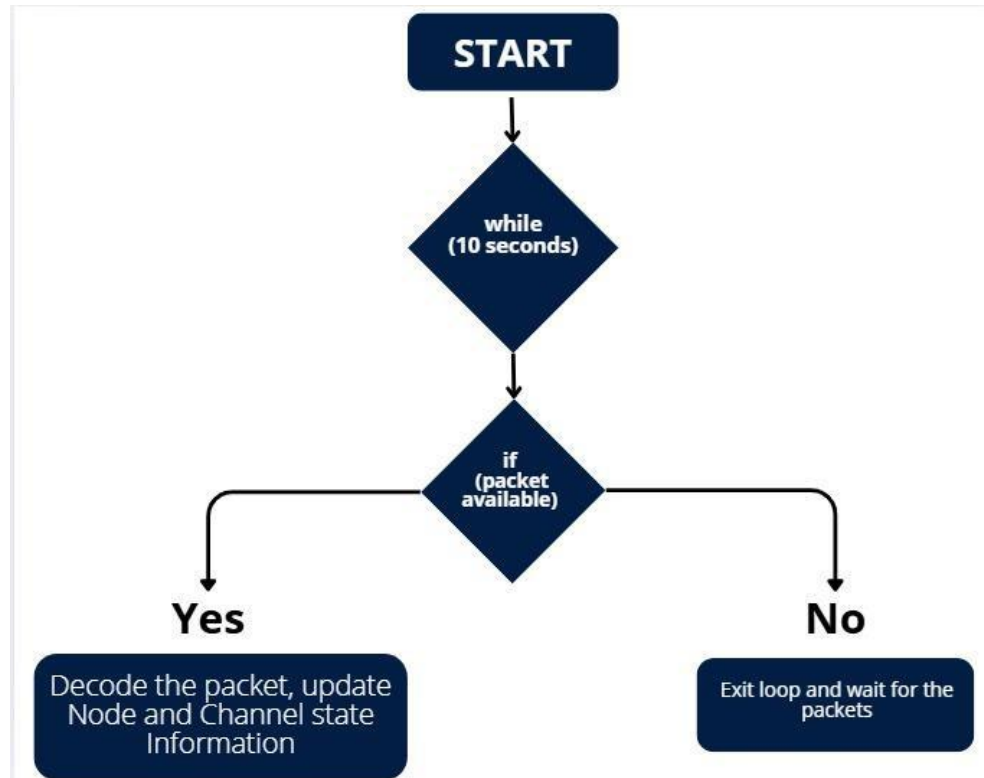 START
while
(10 seconds)
if
(packet
available)
Yes
No
Decode the packet, update
Node and Channel state
Information
Exit loop and wait for the
packets